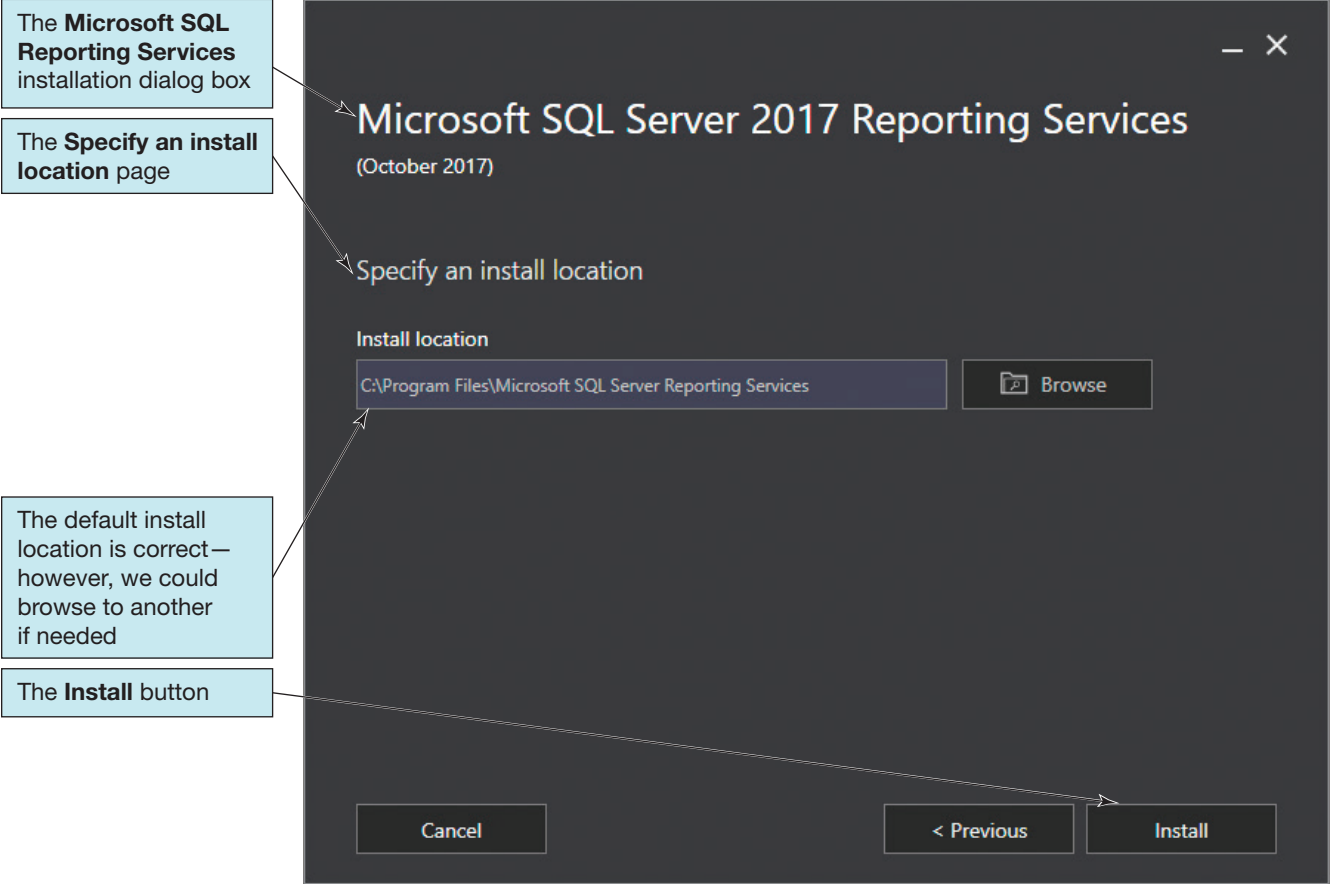 The Microsoft SQL
Reporting Services
installation dialog box
The Specify an install
location page
The default install
location is correct—
however, we could
browse to another
if needed
The Install button
Microsoft SQL Server 2017 Reporting Services
(October 2017)
Specify an install location
Install location
C:\Program Files\Microsoft SQL Server Reporting Services
Browse
Cancel
< Previous
Install